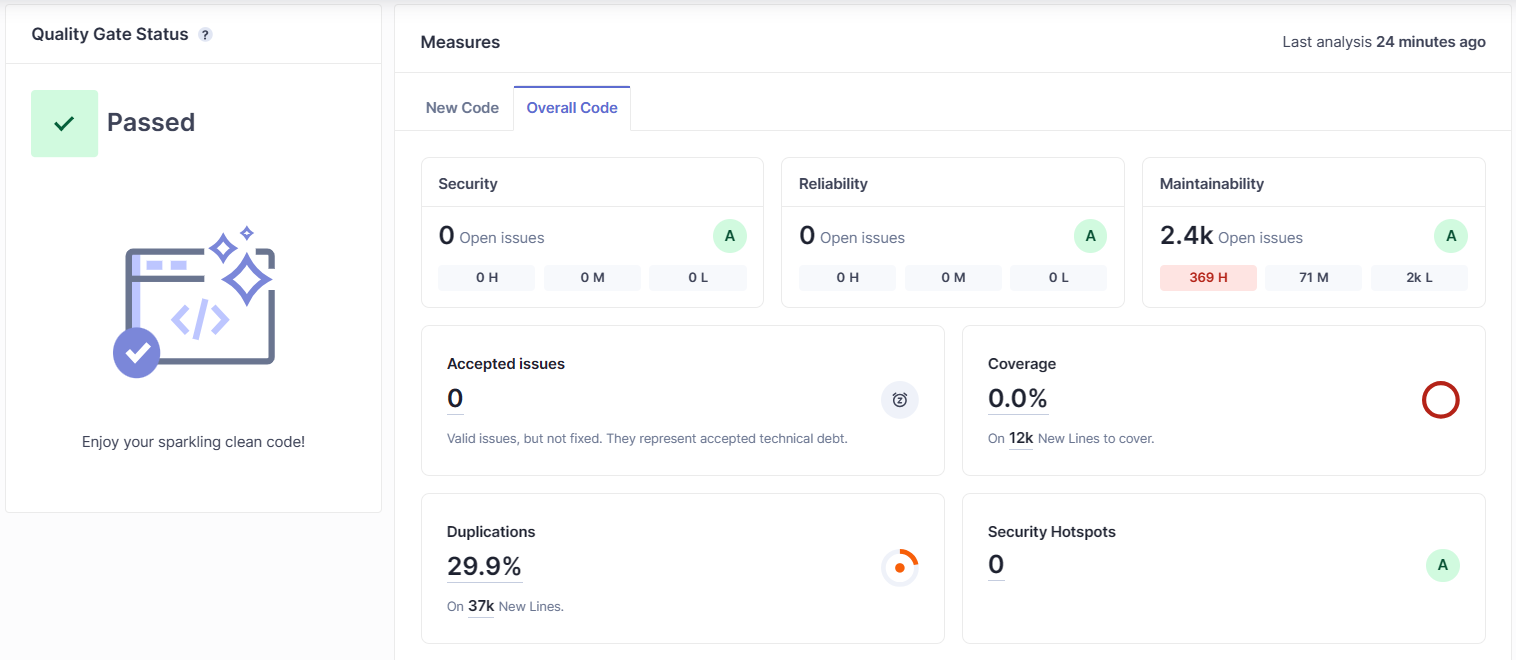 Quality Gate Status ?
Passed
Enjoy your sparkling clean code!
Measures
Last analysis 24 minutes ago
New Code
Overall Code
Security
0 Open issues
A
0 H
0 M
0 L
Reliability
0 Open issues
A
0 H
0 M
0 L
Maintainability
2.4k Open issues
A
369 H
71 M
2k L
Accepted issues
0
Valid issues, but not fixed. They represent accepted technical debt.
Coverage
0.0%
On 12k New Lines to cover.
Duplications
29.9%
On 37k New Lines.
Security Hotspots
0
A